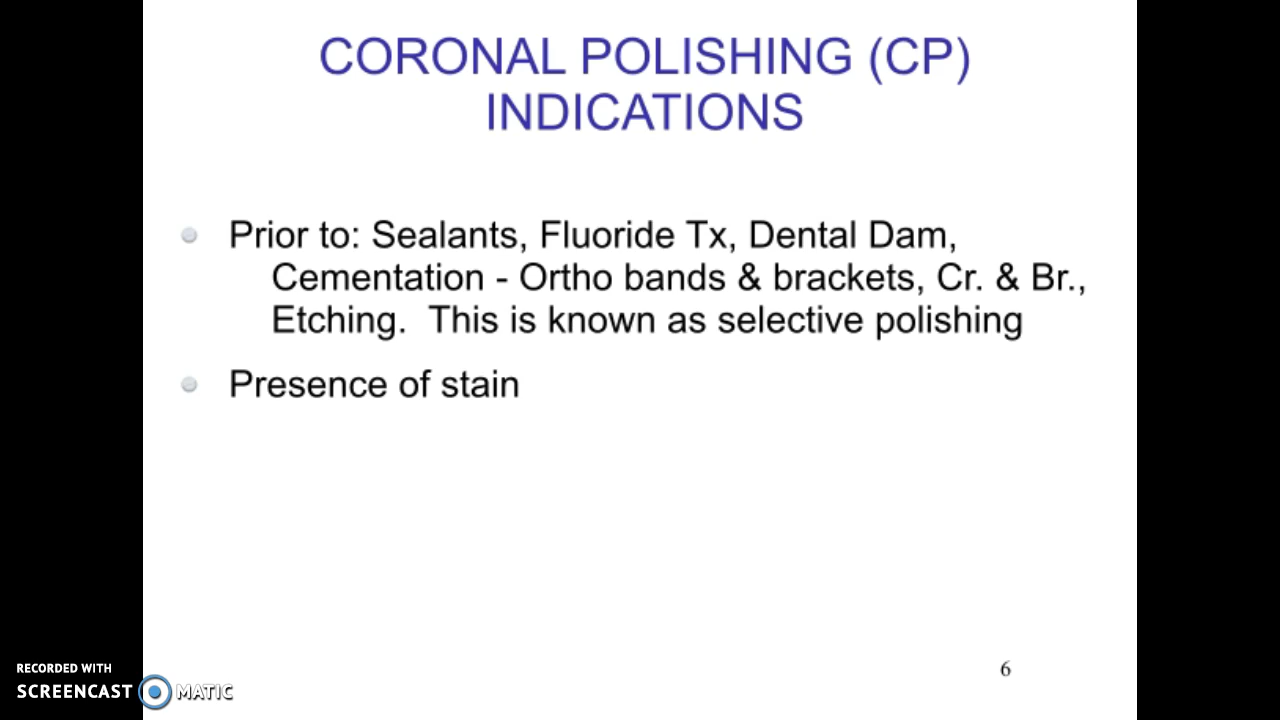 CORONAL POLISHING (CP)
INDICATIONS
Prior to: Sealants, Fluoride Tx, Dental Dam,
Cementation - Ortho bands & brackets, Cr. & Br.,
Etching.  This is known as selective polishing
Presence of stain
6
RECORDED WITH
SCREENCAST MATIC